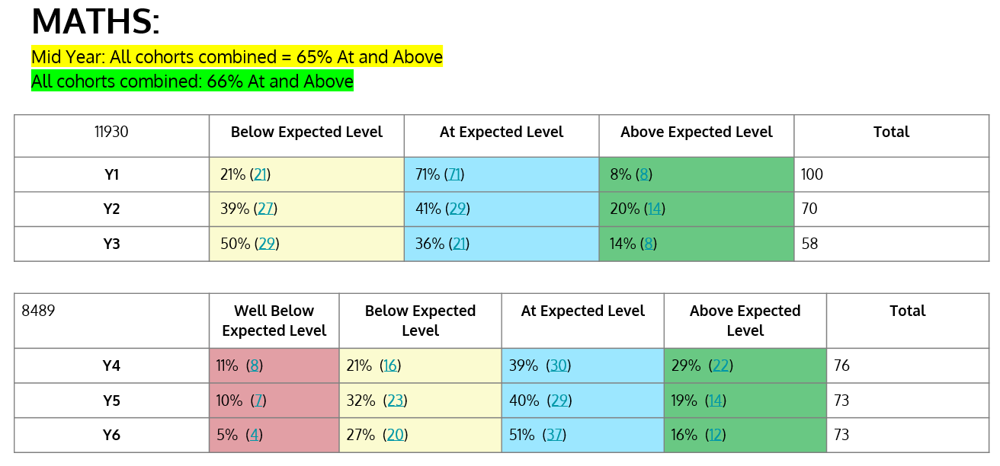 MATHS:
Mid Year: All cohorts combined = 65% At and Above
All cohorts combined: 66% At and Above
11930 Below Expected Level At Expected Level Above Expected Level Total
Y1 21% (21) 71% (71) 8% (8) 100
Y2 39% (27) 41% (29) 20% (14) 70
Y3 50% (29) 36% (21) 14% (8) 58
8489 Well Below Expected Level Below Expected Level At Expected Level Above Expected Level Total
Y4 11% (8) 21% (16) 39% (30) 29% (22) 76
Y5 10% (7) 32% (23) 40% (29) 19% (14) 73
Y6 5% (4) 27% (20) 51% (37) 16% (12) 73